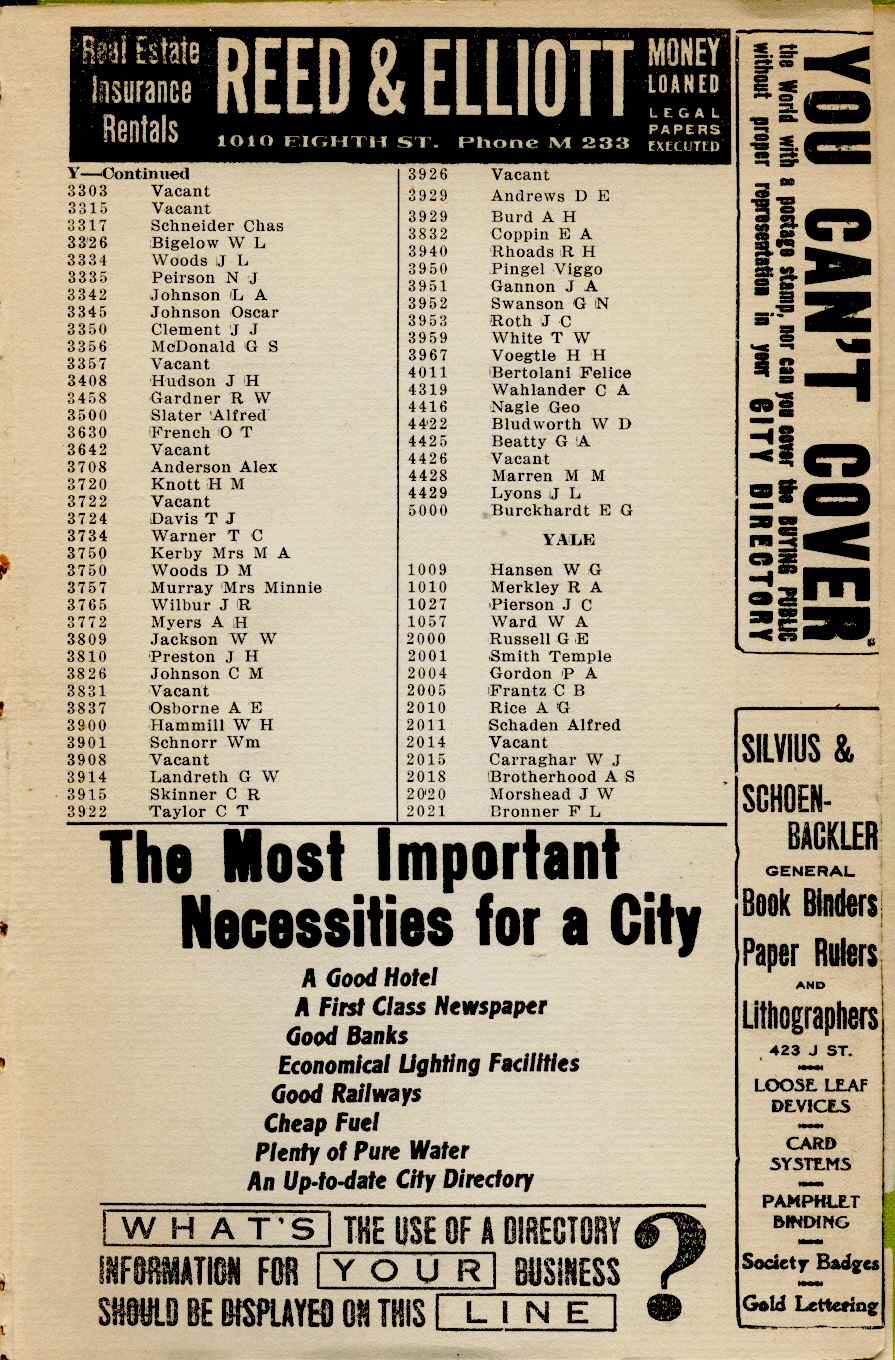 Real Estate
Insurance
Rentals
REED & ELLIOTT
1010 EIGHTH ST. Phone M 233
MONEY
LOANED
LEGAL
PAPERS
EXECUTED
Y—Continued
3303 Vacant
3315 Vacant
3317 Schneider Chas
3326 Bigelow W L
3334 Woods J L
3335 Peirson N J
3342 Johnson L A
3345 Johnson Oscar
3350 Clement J J
3356 McDonald G S
3357 Vacant
3408 Hudson J H
3458 Gardner R W
3500 Slater Alfred
3630 French O T
3642 Vacant
3708 Anderson Alex
3720 Knott H M
3722 Vacant
3724 Davis T J
3734 Warner T C
3750 Kerby Mrs M A
3750 Woods D M
3757 Murray Mrs Minnie
3765 Wilbur J R
3772 Myers A H
3809 Jackson W W
3810 Preston J H
3826 Johnson C M
3831 Vacant
3837 Osborne A E
3900 Hammill W H
3901 Schnorr Wm
3908 Vacant
3914 Landreth G W
3915 Skinner C R
3922 Taylor C T
3926 Vacant
3929 Andrews D E
3929 Burd A H
3832 Coppin E A
3940 Rhoads R H
3950 Pingel Viggo
3951 Gannon J A
3952 Swanson G N
3953 Roth J C
3959 White T W
3967 Voegtle H H
4011 Bertolani Felice
4319 Wahlander C A
4416 Nagle Geo
4422 Bludworth W D
4425 Beatty G A
4426 Vacant
4428 Marren M M
4429 Lyons J L
5000 Burckhardt E G
YALE
1009 Hansen W G
1010 Merkley R A
1027 Pierson J C
1057 Ward W A
2000 Russell G E
2001 Smith Temple
2004 Gordon P A
2005 Frantz C B
2010 Rice A G
2011 Schaden Alfred
2014 Vacant
2015 Carraghar W J
2018 Brotherhood A S
2020 Morshead J W
2021 Bronner F L
The Most Important
Necessities for a City
A Good Hotel
A First Class Newspaper
Good Banks
Economical Lighting Facilities
Good Railways
Cheap Fuel
Plenty of Pure Water
An Up-to-date City Directory
WHAT'S THE USE OF A DIRECTORY
INFORMATION FOR YOUR BUSINESS
SHOULD BE DISPLAYED ON THIS LINE
?
YOU CAN'T COVER
the World with a postage stamp, nor can you cover the BUYING PUBLIC
without proper representation in your CITY DIRECTORY
SILVIUS &
SCHOEN-
BACKLER
GENERAL
Book Binders
Paper Rulers
AND
Lithographers
423 J ST.
LOOSE LEAF
DEVICES
CARD
SYSTEMS
PAMPHLET
BINDING
Society Badges
Gold Lettering